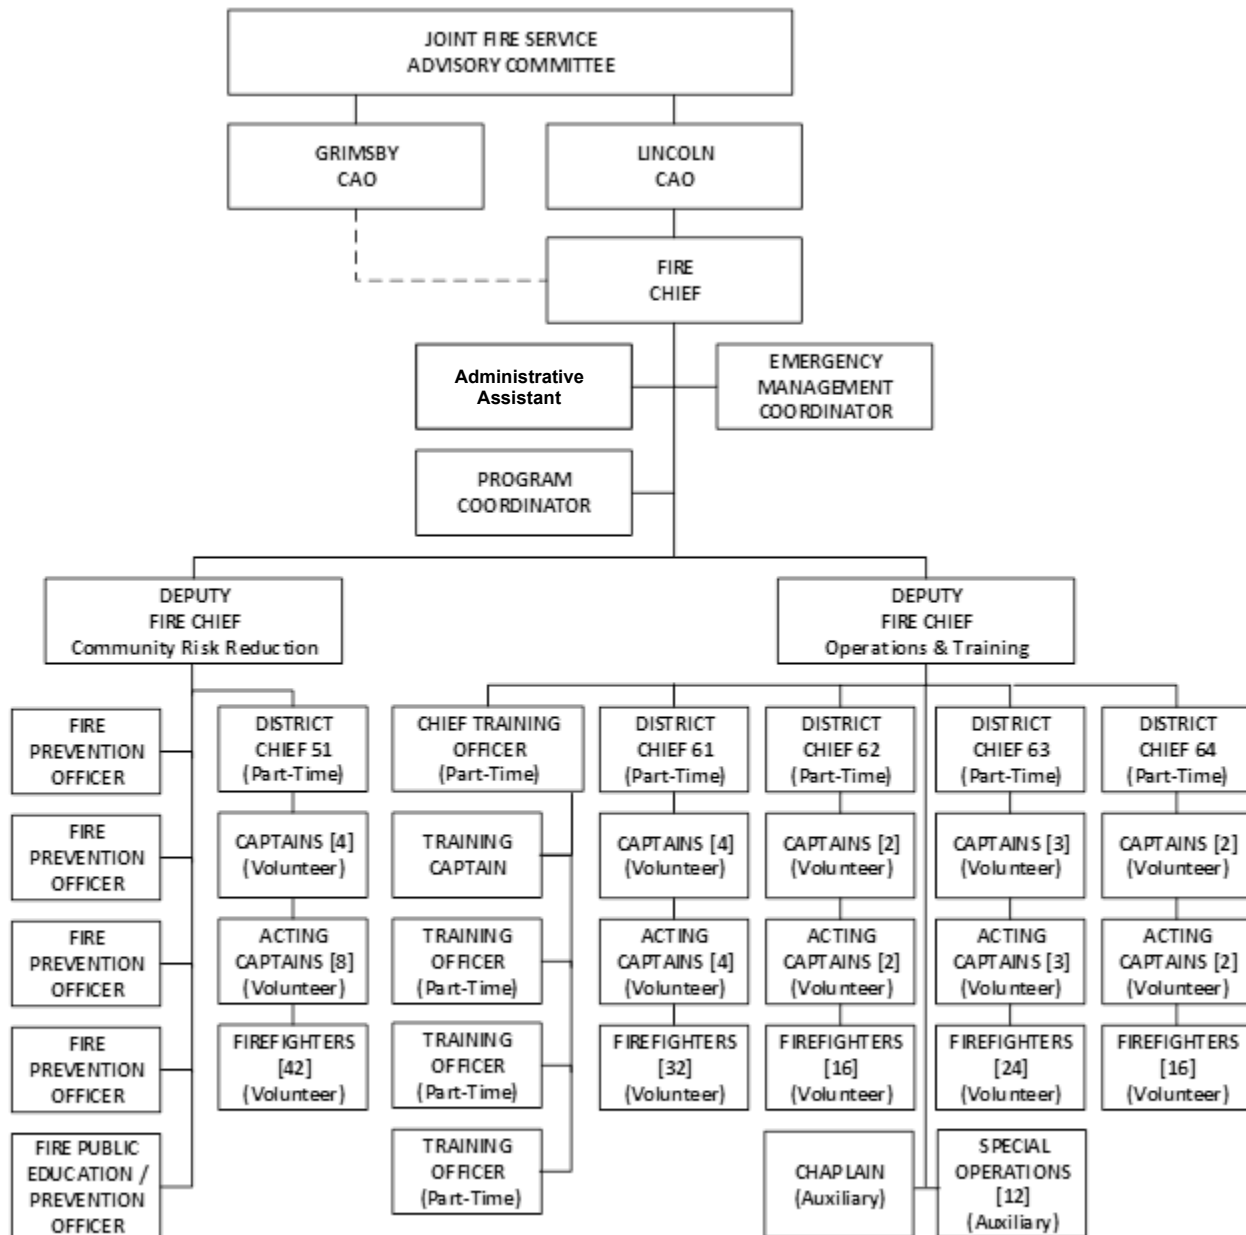 JOINT FIRE SERVICE
ADVISORY COMMITTEE
GRIMSBY
CAO
LINCOLN
CAO
FIRE
CHIEF
Administrative
Assistant
EMERGENCY
MANAGEMENT
COORDINATOR
PROGRAM
COORDINATOR
DEPUTY
FIRE CHIEF
Community Risk Reduction
DEPUTY
FIRE CHIEF
Operations & Training
FIRE
PREVENTION
OFFICER
FIRE
PREVENTION
OFFICER
FIRE
PREVENTION
OFFICER
FIRE
PREVENTION
OFFICER
FIRE PUBLIC
EDUCATION /
PREVENTION
OFFICER
DISTRICT
CHIEF 51
(Part-Time)
CAPTAINS [4]
(Volunteer)
ACTING
CAPTAINS [8]
(Volunteer)
FIREFIGHTERS
[42]
(Volunteer)
CHIEF TRAINING
OFFICER
(Part-Time)
TRAINING
CAPTAIN
TRAINING
OFFICER
(Part-Time)
TRAINING
OFFICER
(Part-Time)
TRAINING
OFFICER
(Part-Time)
DISTRICT
CHIEF 61
(Part-Time)
CAPTAINS [4]
(Volunteer)
ACTING
CAPTAINS [4]
(Volunteer)
FIREFIGHTERS
[32]
(Volunteer)
DISTRICT
CHIEF 62
(Part-Time)
CAPTAINS [2]
(Volunteer)
ACTING
CAPTAINS [2]
(Volunteer)
FIREFIGHTERS
[16]
(Volunteer)
DISTRICT
CHIEF 63
(Part-Time)
CAPTAINS [3]
(Volunteer)
ACTING
CAPTAINS [3]
(Volunteer)
FIREFIGHTERS
[24]
(Volunteer)
DISTRICT
CHIEF 64
(Part-Time)
CAPTAINS [2]
(Volunteer)
ACTING
CAPTAINS [2]
(Volunteer)
FIREFIGHTERS
[16]
(Volunteer)
CHAPLAIN
(Auxiliary)
SPECIAL
OPERATIONS
[12]
(Auxiliary)